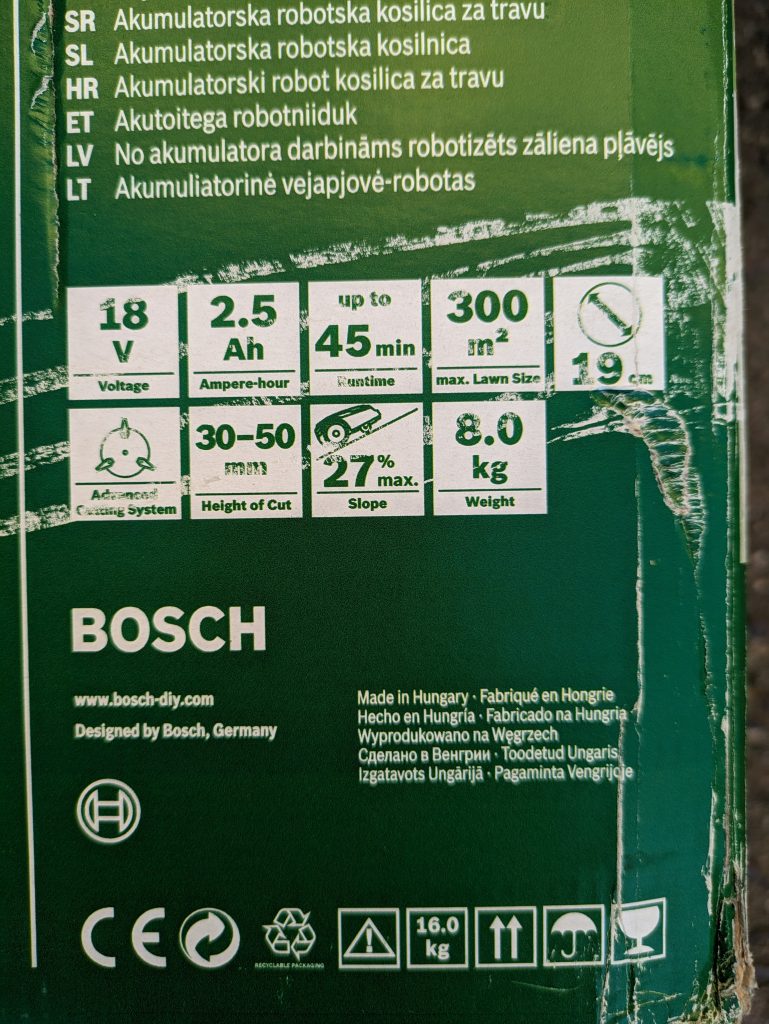 SR Akumulatorska robotska kosilica za travu
SL Akumulatorska robotska kosilnica
HR Akumulatorski robot kosilica za travu
ET Akutoitega robotniiduk
LV No akumulatora darbināms robotizēts zāliena pļāvējs
LT Akumuliatorinė vejapjovė-robotas
18
V
Voltage
2.5
Ah
Ampere-hour
up to
45 min
Runtime
300
m²
max. Lawn Size
19 cm
Advanced
Cutting System
30–50
mm
Height of Cut
27% max.
Slope
8.0
kg
Weight
BOSCH
www.bosch-diy.com
Designed by Bosch, Germany
Made in Hungary · Fabriqué en Hongrie
Hecho en Hungría · Fabricado na Hungria
Wyprodukowano na Węgrzech
Сделано в Венгрии · Toodetud Ungaris
Izgatavots Ungārijā · Pagaminta Vengrijoje
CE
RECYCLABLE PACKAGING
16.0
kg